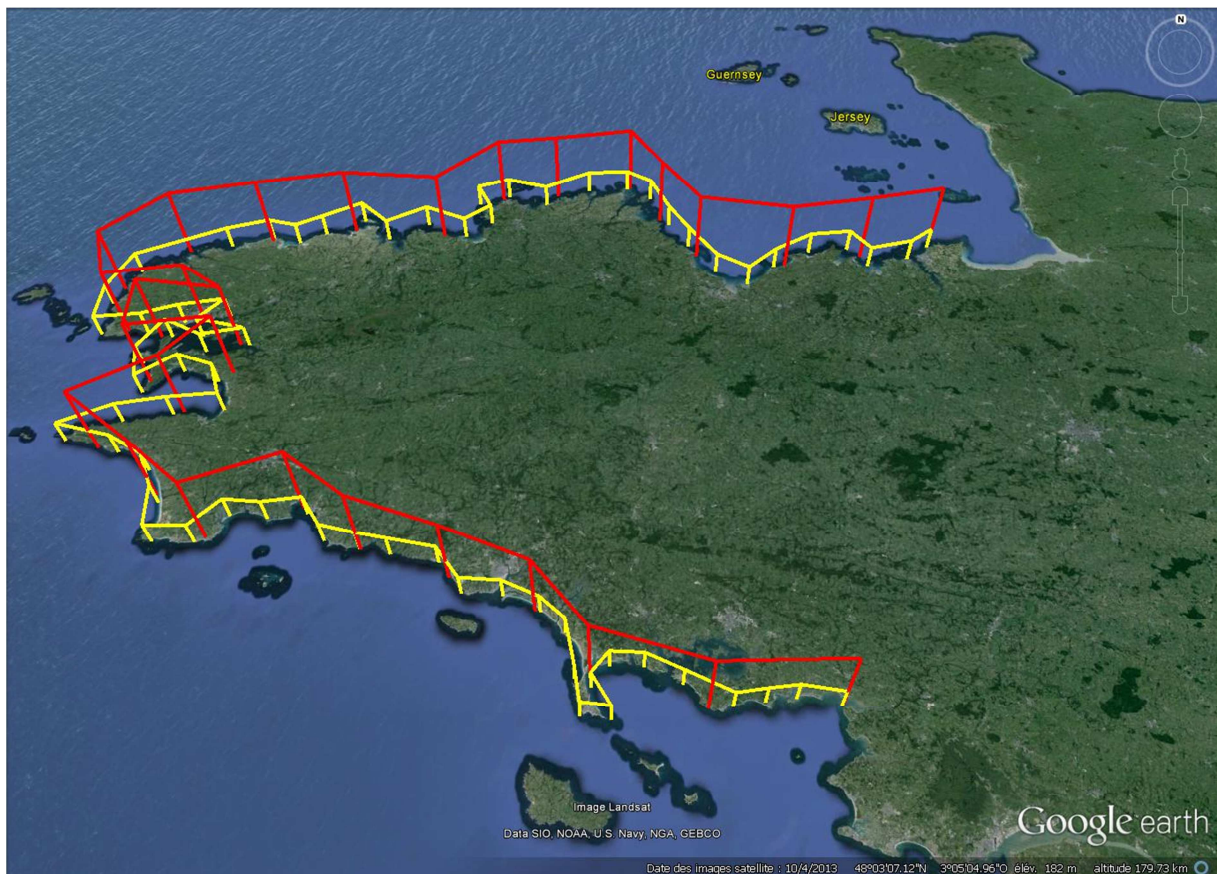 N
Guernsey
Jersey
Image Landsat
Data SIO, NOAA, U.S. Navy, NGA, GEBCO
Google earth
Date des images satellite : 10/4/2013 48°03'07.12"N 3°05'04.96"O élév. 182 m altitude 179.73 km